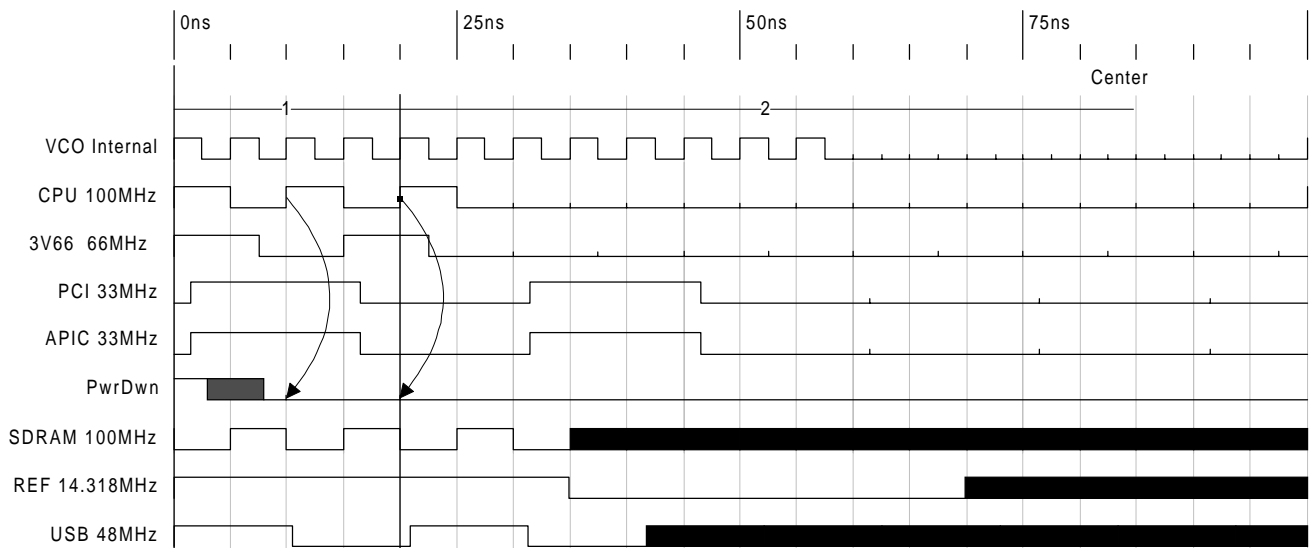 0ns 25ns 50ns 75ns
Center
1 2
VCO Internal
CPU 100MHz
3V66 66MHz
PCI 33MHz
APIC 33MHz
PwrDwn
SDRAM 100MHz
REF 14.318MHz
USB 48MHz